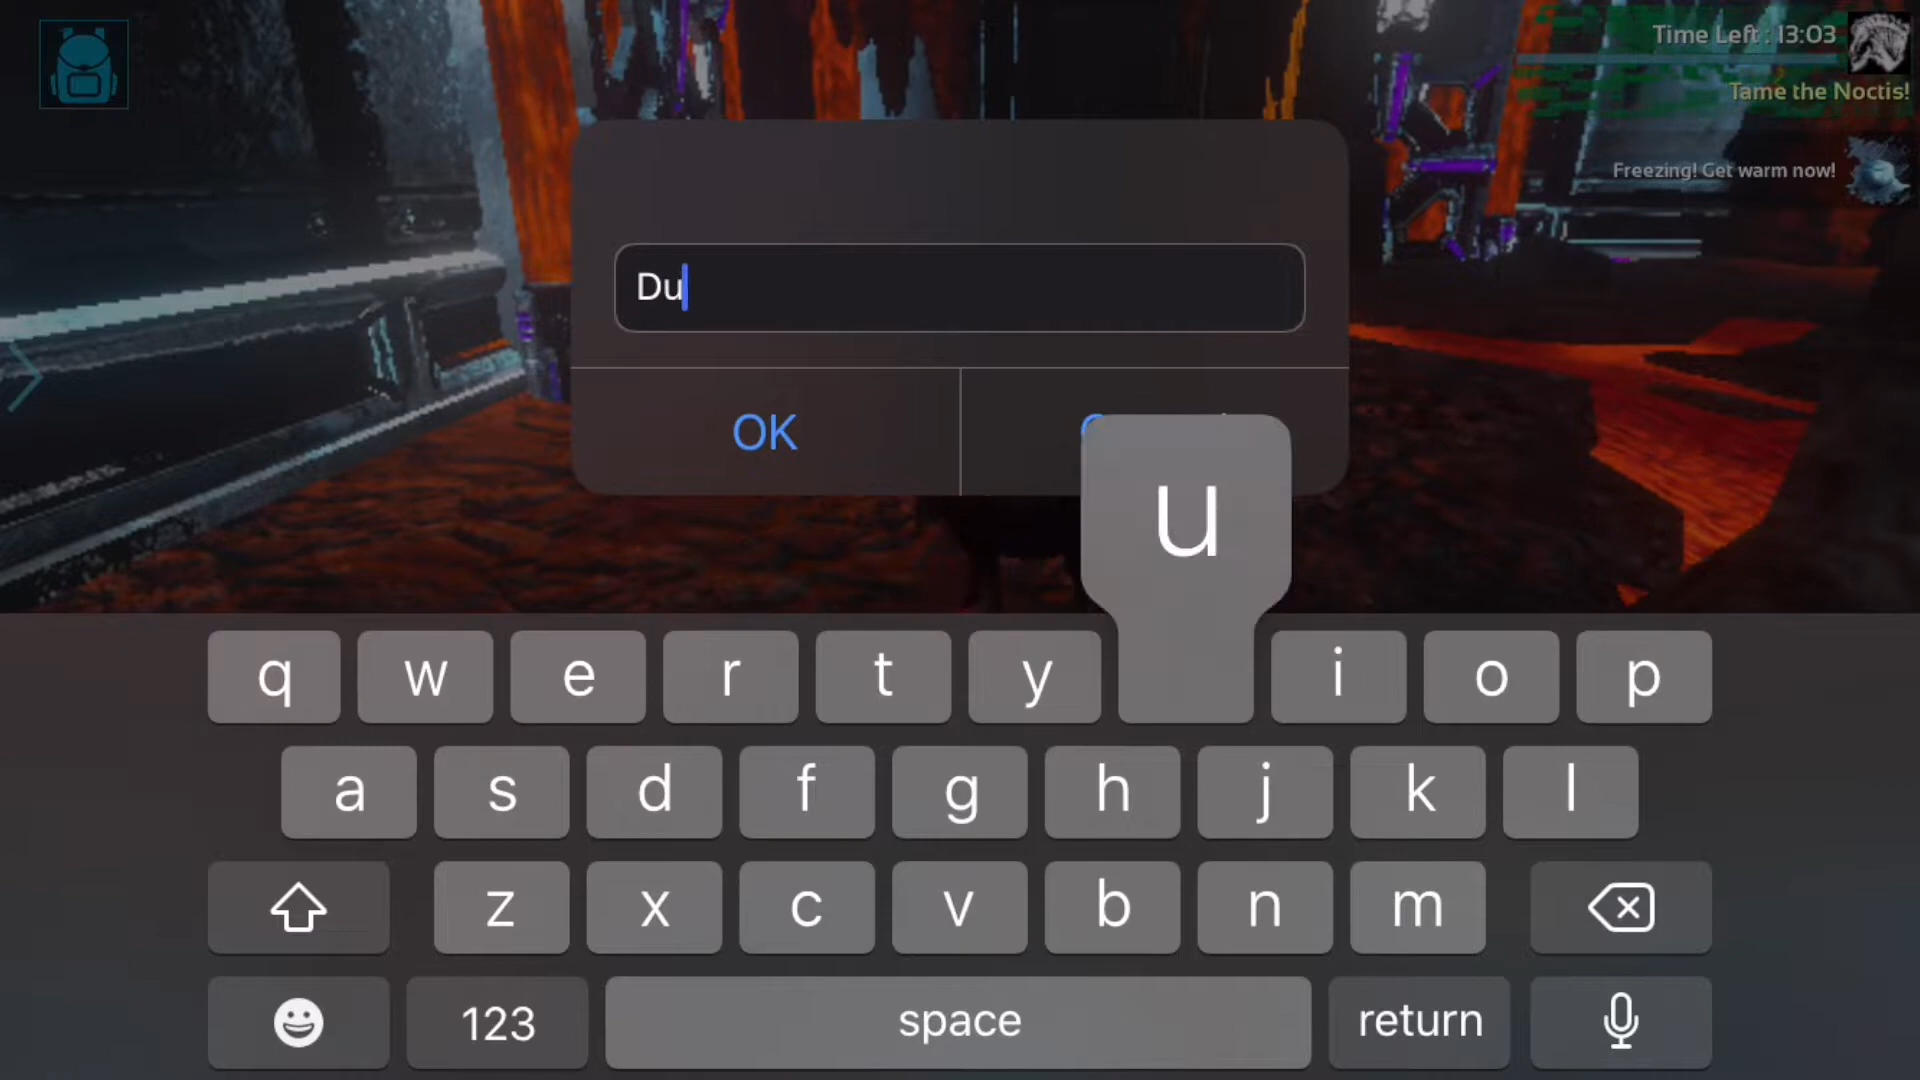 Time Left : 13:03
Tame the Noctis!
Freezing! Get warm now!
Du
OK
u
q w e r t y i o p
a s d f g h j k l
z x c v b n m
123 space return